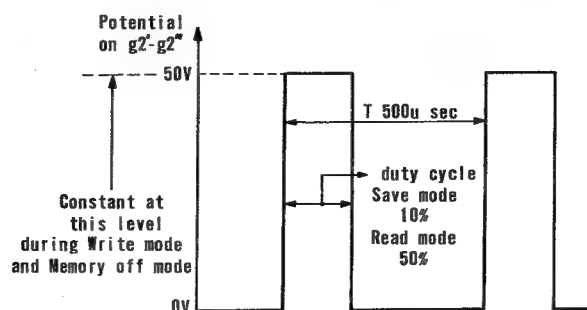 Potential
on g2'-g2"
50V
T 500u sec
duty cycle
Save mode
10%
Read mode
50%
Constant at
this level
during Write mode
and Memory off mode
0V